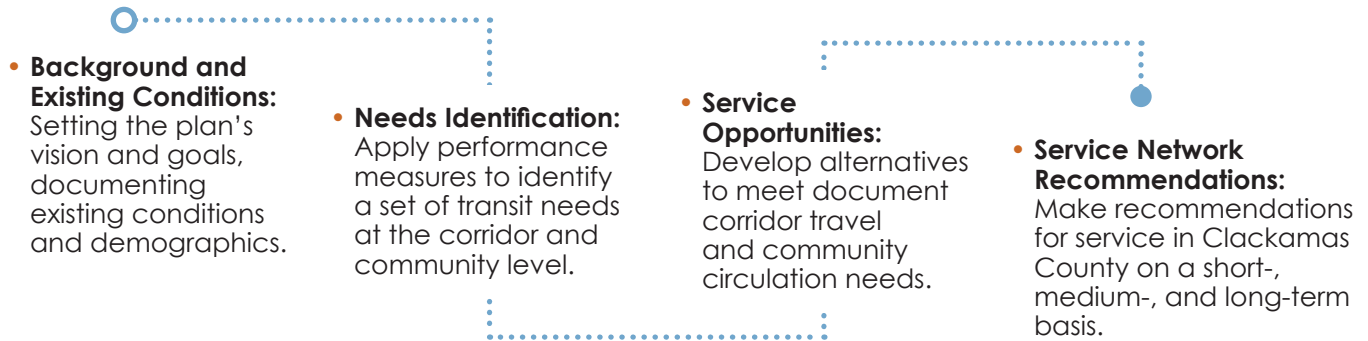 • Background and
Existing Conditions:
Setting the plan's
vision and goals,
documenting
existing conditions
and demographics.
• Needs Identification:
Apply performance
measures to identify
a set of transit needs
at the corridor and
community level.
• Service
Opportunities:
Develop alternatives
to meet document
corridor travel
and community
circulation needs.
• Service Network
Recommendations:
Make recommendations
for service in Clackamas
County on a short-,
medium-, and long-term
basis.